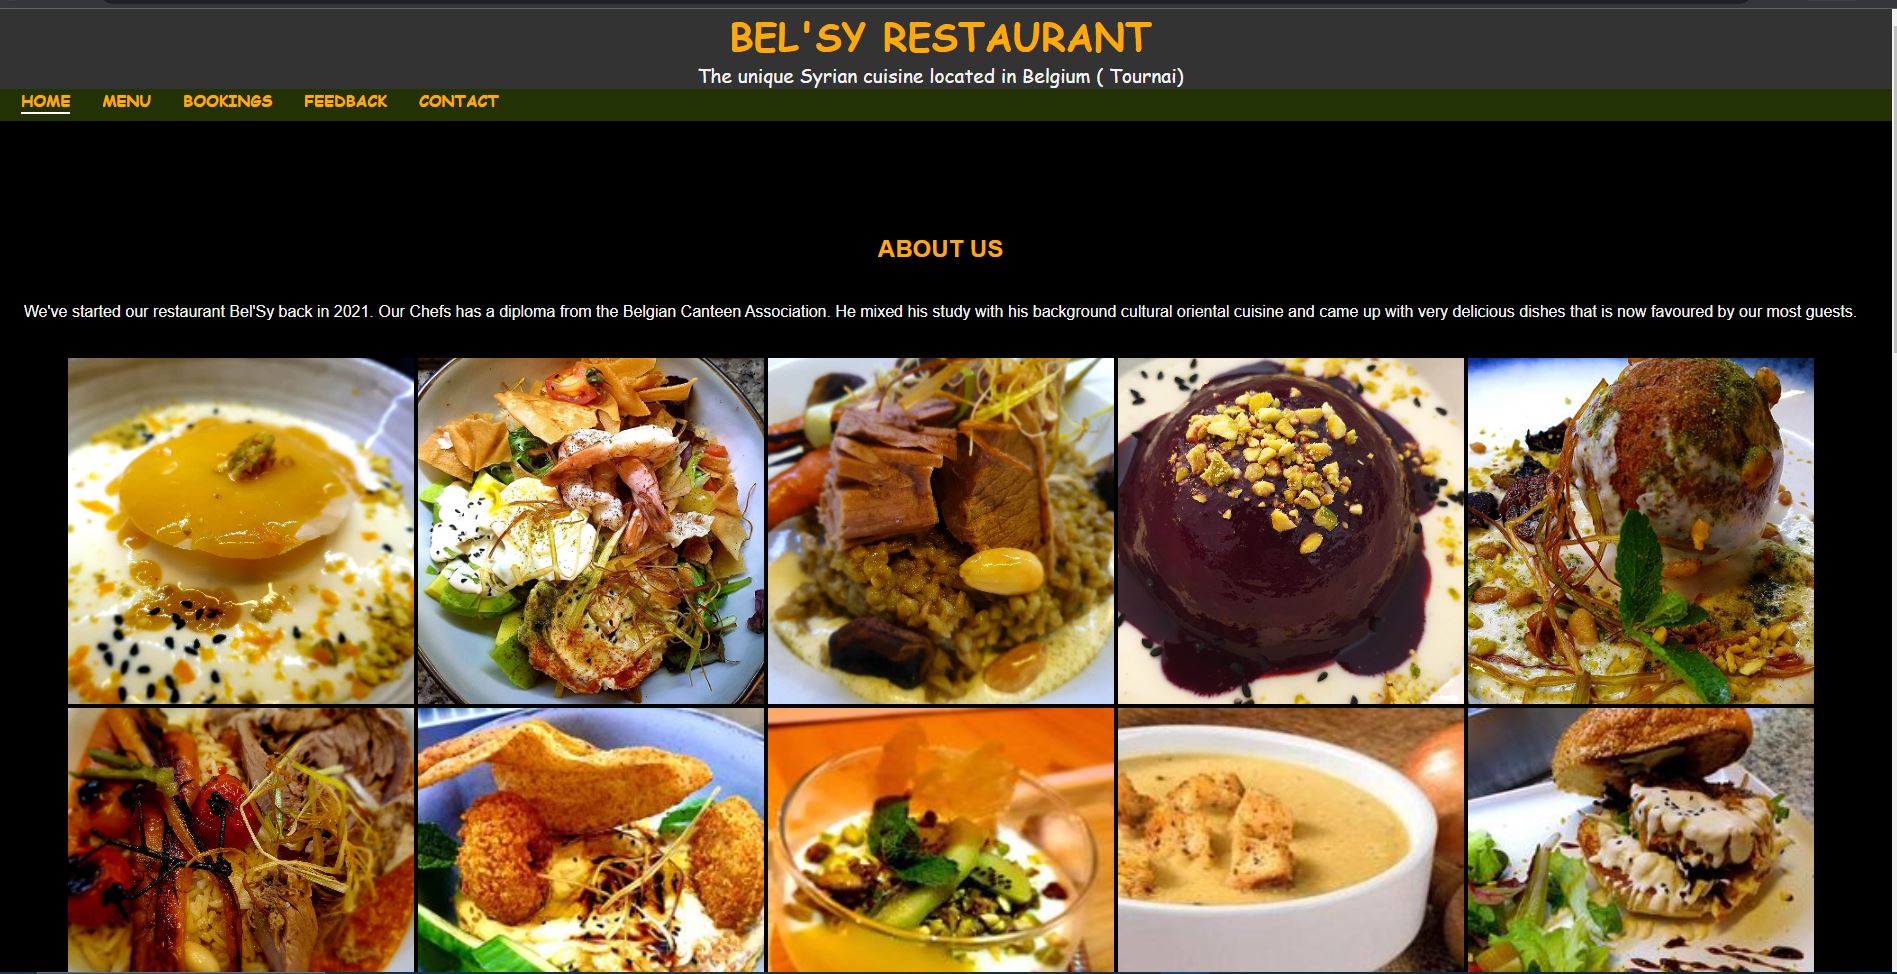 BEL'SY RESTAURANT
The unique Syrian cuisine located in Belgium ( Tournai)
HOME MENU BOOKINGS FEEDBACK CONTACT
ABOUT US
We've started our restaurant Bel'Sy back in 2021. Our Chefs has a diploma from the Belgian Canteen Association. He mixed his study with his background cultural oriental cuisine and came up with very delicious dishes that is now favoured by our most guests.